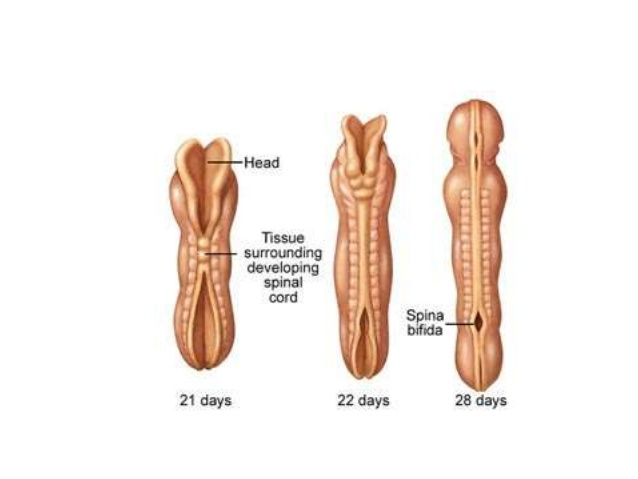 Head
Tissue
surrounding
developing
spinal
cord
Spina
bifida
21 days
22 days
28 days